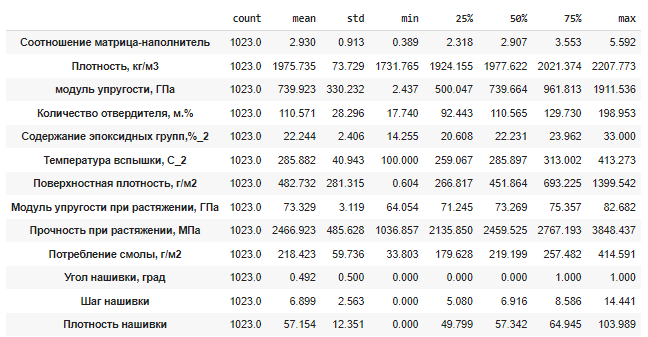 count mean std min 25% 50% 75% max
Соотношение матрица-наполнитель 1023.0 2.930 0.913 0.389 2.318 2.907 3.553 5.592
Плотность, кг/м3 1023.0 1975.735 73.729 1731.765 1924.155 1977.622 2021.374 2207.773
модуль упругости, ГПа 1023.0 739.923 330.232 2.437 500.047 739.664 961.813 1911.536
Количество отвердителя, м.% 1023.0 110.571 28.296 17.740 92.443 110.565 129.730 198.953
Содержание эпоксидных групп,%_2 1023.0 22.244 2.406 14.255 20.608 22.231 23.962 33.000
Температура вспышки, С_2 1023.0 285.882 40.943 100.000 259.067 285.897 313.002 413.273
Поверхностная плотность, г/м2 1023.0 482.732 281.315 0.604 266.817 451.864 693.225 1399.542
Модуль упругости при растяжении, ГПа 1023.0 73.329 3.119 64.054 71.245 73.269 75.357 82.682
Прочность при растяжении, МПа 1023.0 2466.923 485.628 1036.857 2135.850 2459.525 2767.193 3848.437
Потребление смолы, г/м2 1023.0 218.423 59.736 33.803 179.628 219.199 257.482 414.591
Угол нашивки, град 1023.0 0.492 0.500 0.000 0.000 0.000 1.000 1.000
Шаг нашивки 1023.0 6.899 2.563 0.000 5.080 6.916 8.586 14.441
Плотность нашивки 1023.0 57.154 12.351 0.000 49.799 57.342 64.945 103.989